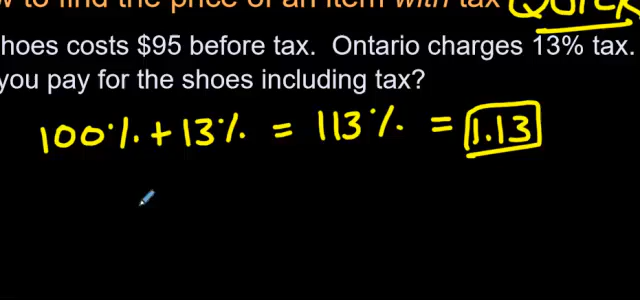 to find the price of an item with tax QUICK
hoes costs $95 before tax. Ontario charges 13% tax.
you pay for the shoes including tax?
100% + 13% = 113% = 1.13